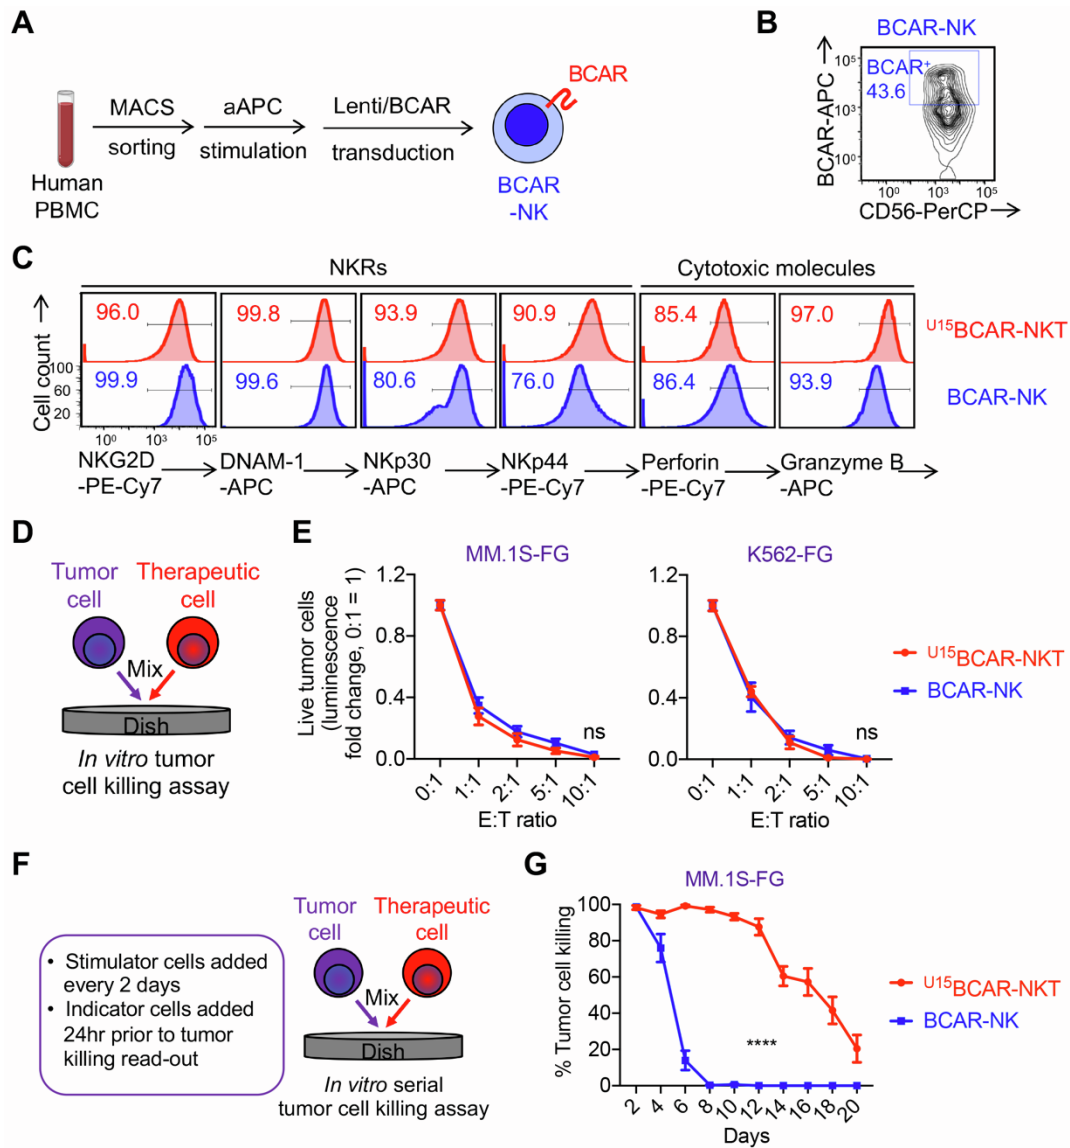 A
MACS
sorting
aAPC
stimulation
Lenti/BCAR
transduction
BCAR
Human
PBMC
BCAR
-NK
B
BCAR-NK
BCAR-APC
10⁵
10³
10⁰
BCAR⁺
43.6
10⁰ 10³ 10⁵
CD56-PerCP
C
NKRs
Cytotoxic molecules
Cell count
96.0
99.8
93.9
90.9
85.4
97.0
U15BCAR-NKT
100
60
20
99.9
99.6
80.6
76.0
86.4
93.9
BCAR-NK
10⁰ 10³ 10⁵
NKG2D
-PE-Cy7
DNAM-1
-APC
NKp30
-APC
NKp44
-PE-Cy7
Perforin
-PE-Cy7
Granzyme B
-APC
D
Tumor
cell
Therapeutic
cell
Mix
Dish
In vitro tumor
cell killing assay
E
MM.1S-FG
Live tumor cells
(luminescence
fold change, 0:1 = 1)
1.2
0.8
0.4
0.0
ns
0:1 1:1 2:1 5:1 10:1
E:T ratio
K562-FG
1.2
0.8
0.4
0.0
ns
0:1 1:1 2:1 5:1 10:1
E:T ratio
U15BCAR-NKT
BCAR-NK
F
• Stimulator cells added
every 2 days
• Indicator cells added
24hr prior to tumor
killing read-out
Tumor
cell
Therapeutic
cell
Mix
Dish
In vitro serial
tumor cell killing assay
G
MM.1S-FG
% Tumor cell killing
100
80
60
40
20
0
****
2 4 6 8 10 12 14 16 18 20
Days
U15BCAR-NKT
BCAR-NK